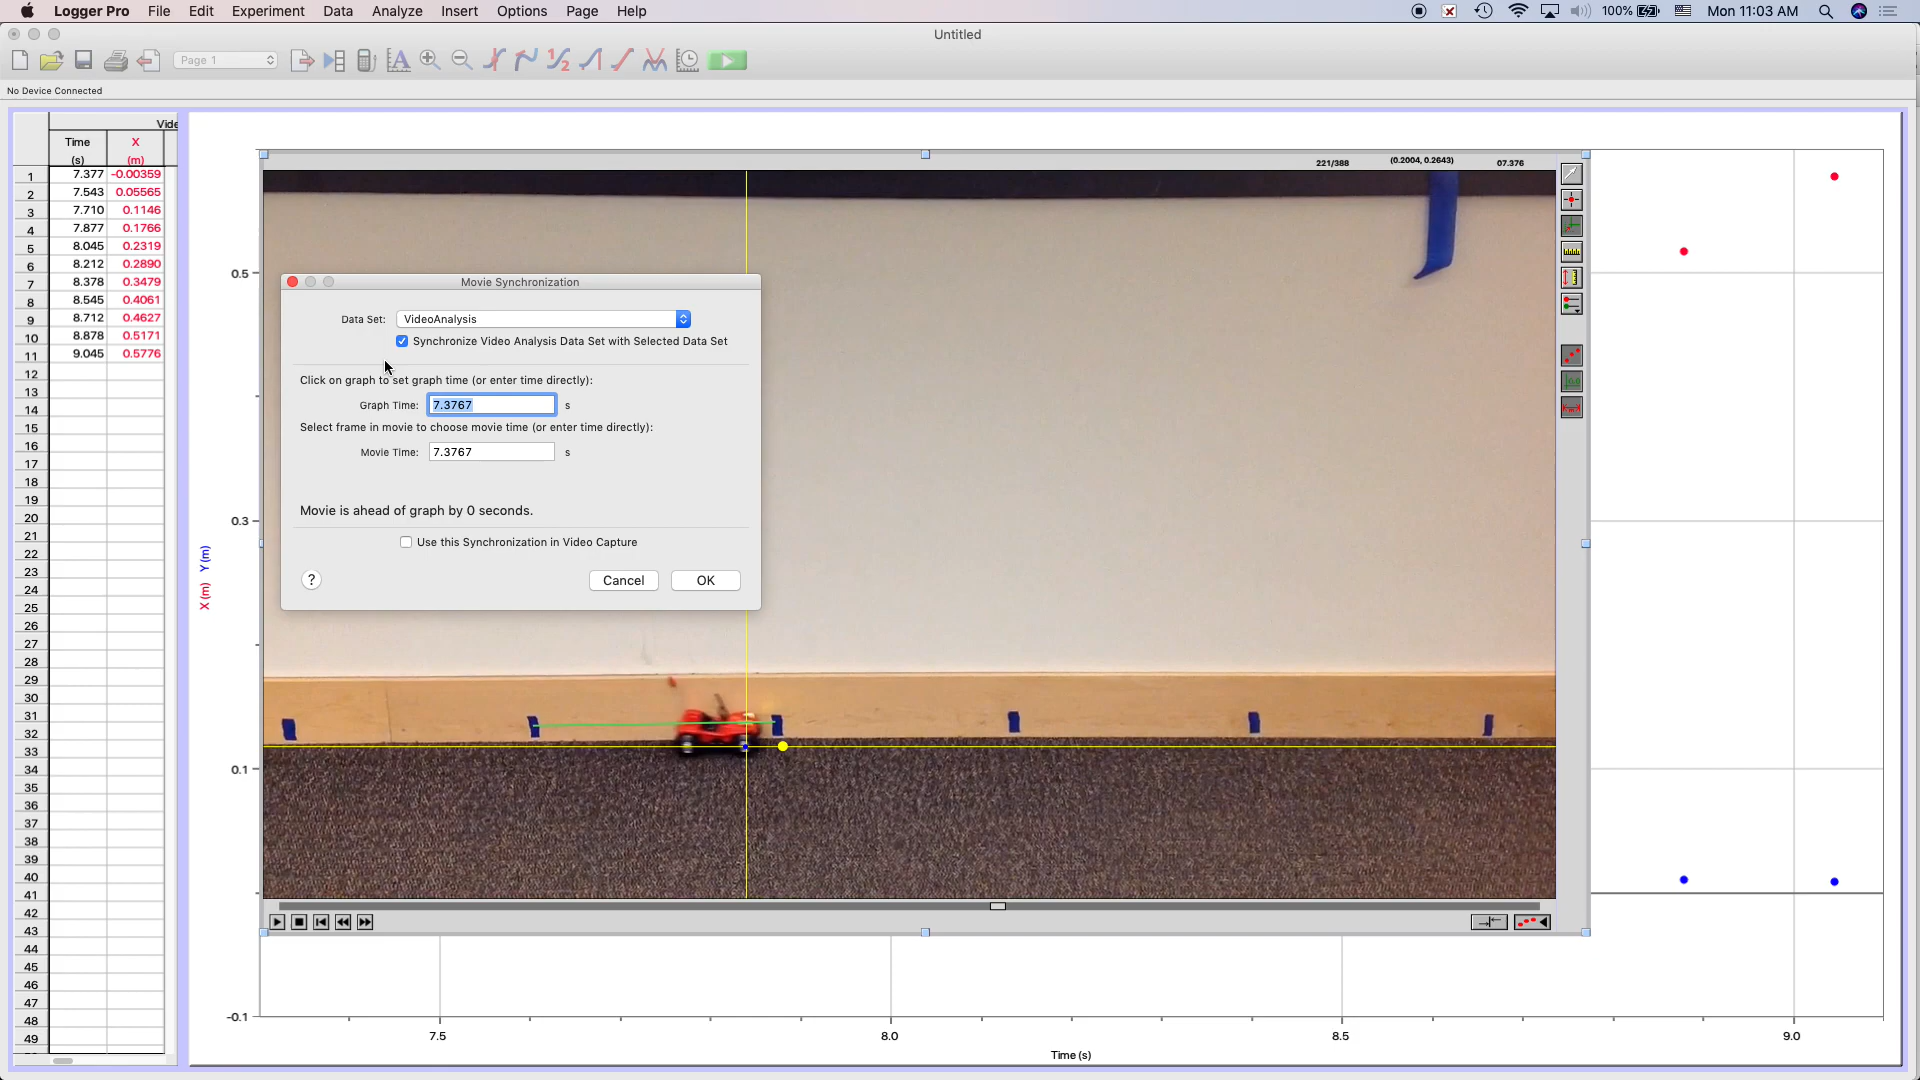 Logger Pro File Edit Experiment Data Analyze Insert Options Page Help 100% Mon 11:03 AM
Untitled
Page 1
No Device Connected
Vide
Time X
(s) (m)
1 7.377 -0.00359
2 7.543 0.05565
3 7.710 0.1146
4 7.877 0.1766
5 8.045 0.2319
6 8.212 0.2890
7 8.378 0.3479
8 8.545 0.4061
9 8.712 0.4627
10 8.878 0.5171
11 9.045 0.5776
12
13
14
15
16
17
18
19
20
21
22
23
24
25
26
27
28
29
30
31
32
33
34
35
36
37
38
39
40
41
42
43
44
45
46
47
48
49
221/388 (0.2004, 0.2643) 07.376
Movie Synchronization
Data Set: VideoAnalysis
Synchronize Video Analysis Data Set with Selected Data Set
Click on graph to set graph time (or enter time directly):
Graph Time: 7.3767 s
Select frame in movie to choose movie time (or enter time directly):
Movie Time: 7.3767 s
Movie is ahead of graph by 0 seconds.
Use this Synchronization in Video Capture
? Cancel OK
0.5
0.3
0.1
-0.1
X (m) Y (m)
7.5 8.0 8.5 9.0
Time (s)